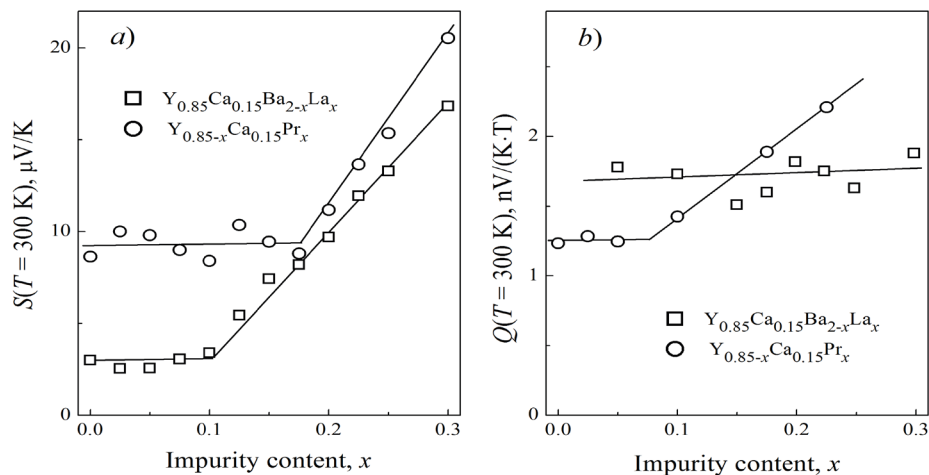 a)
20
10
0
S(T = 300 K), μV/K
Y₀.₈₅Ca₀.₁₅Ba₂₋ₓLaₓ
Y₀.₈₅₋ₓCa₀.₁₅Prₓ
0.0 0.1 0.2 0.3
Impurity content, x
b)
2
1
0
Q(T = 300 K), nV/(K·T)
Y₀.₈₅Ca₀.₁₅Ba₂₋ₓLaₓ
Y₀.₈₅₋ₓCa₀.₁₅Prₓ
0.0 0.1 0.2 0.3
Impurity content, x